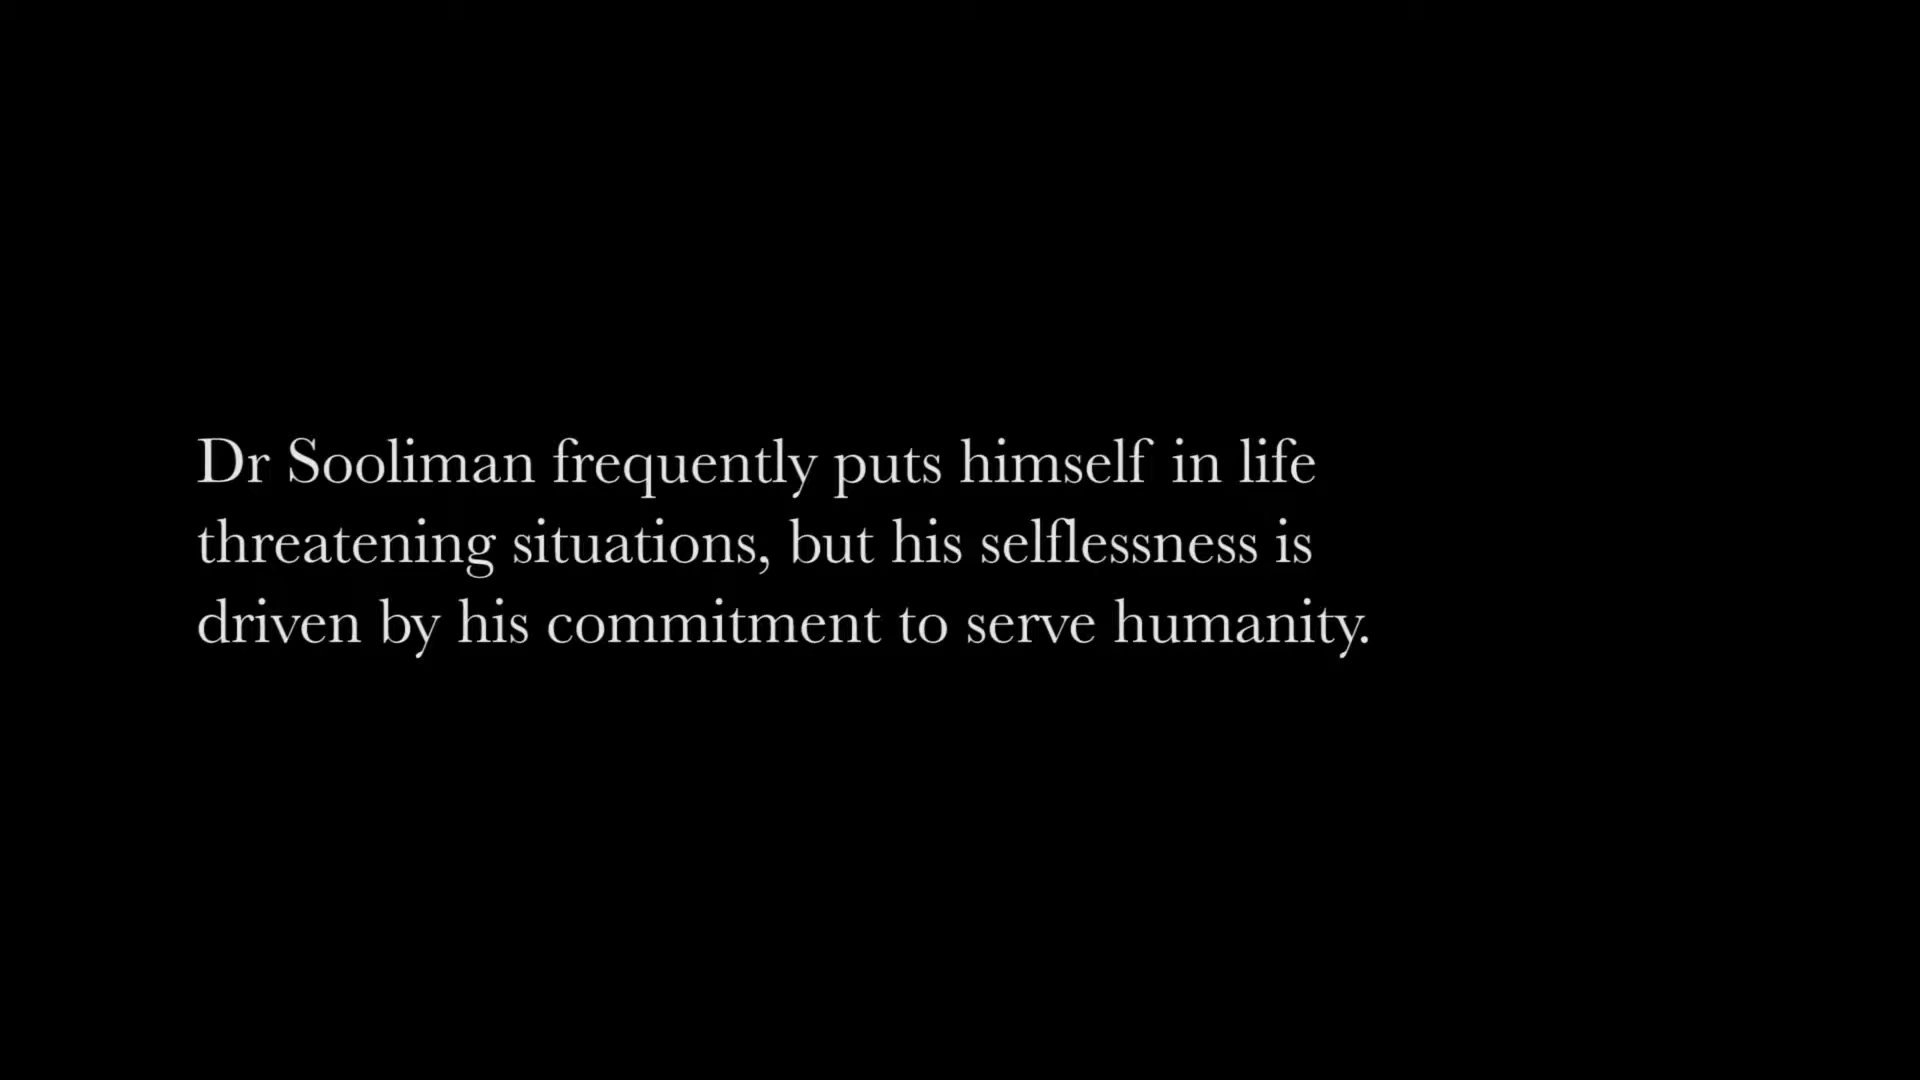 Dr Sooliman frequently puts himself in life
threatening situations, but his selflessness is
driven by his commitment to serve humanity.